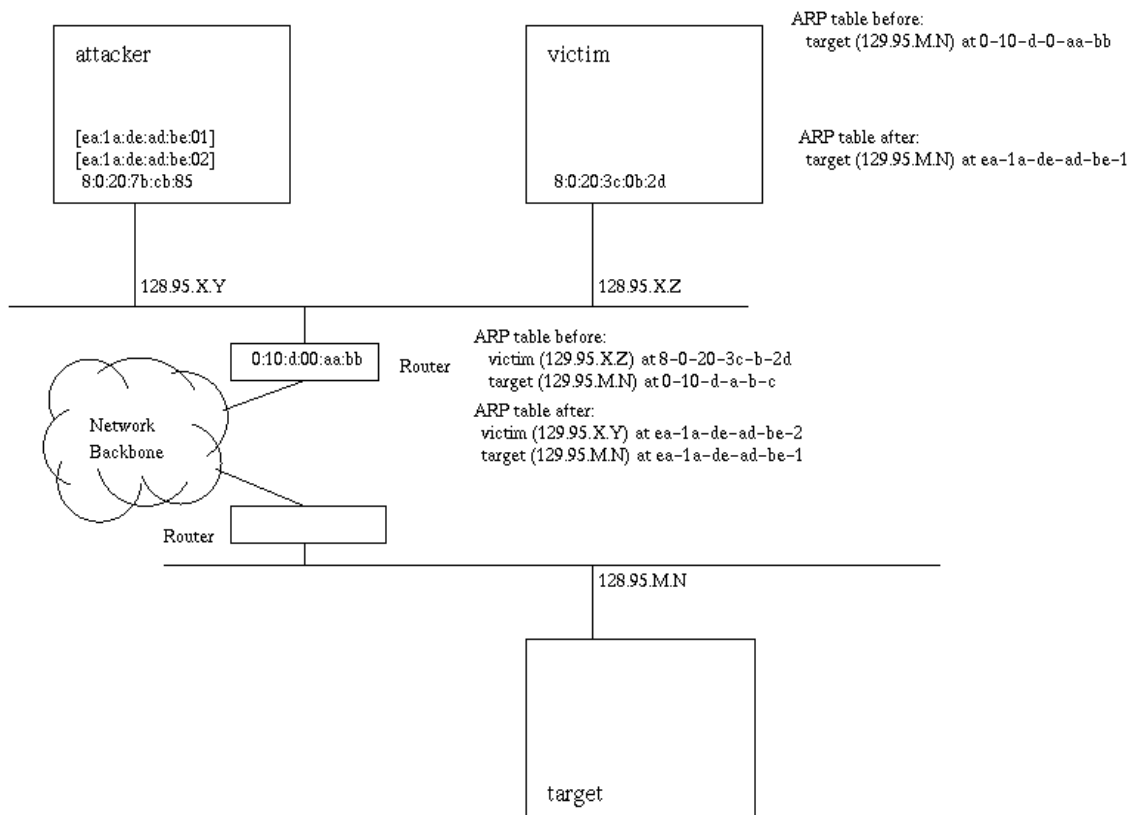 attacker
[ea:1a:de:ad:be:01]
[ea:1a:de:ad:be:02]
8:0:20:7b:cb:85
victim
8:0:20:3c:0b:2d
ARP table before:
target (129.95.M.N) at 0-10-d-0-aa-bb
ARP table after:
target (129.95.M.N) at ea-1a-de-ad-be-1
128.95.X.Y
128.95.X.Z
0:10:d:00:aa:bb
Router
ARP table before:
victim (129.95.X.Z) at 8-0-20-3c-b-2d
target (129.95.M.N) at 0-10-d-a-b-c
ARP table after:
victim (129.95.X.Y) at ea-1a-de-ad-be-2
target (129.95.M.N) at ea-1a-de-ad-be-1
Network
Backbone
Router
128.95.M.N
target